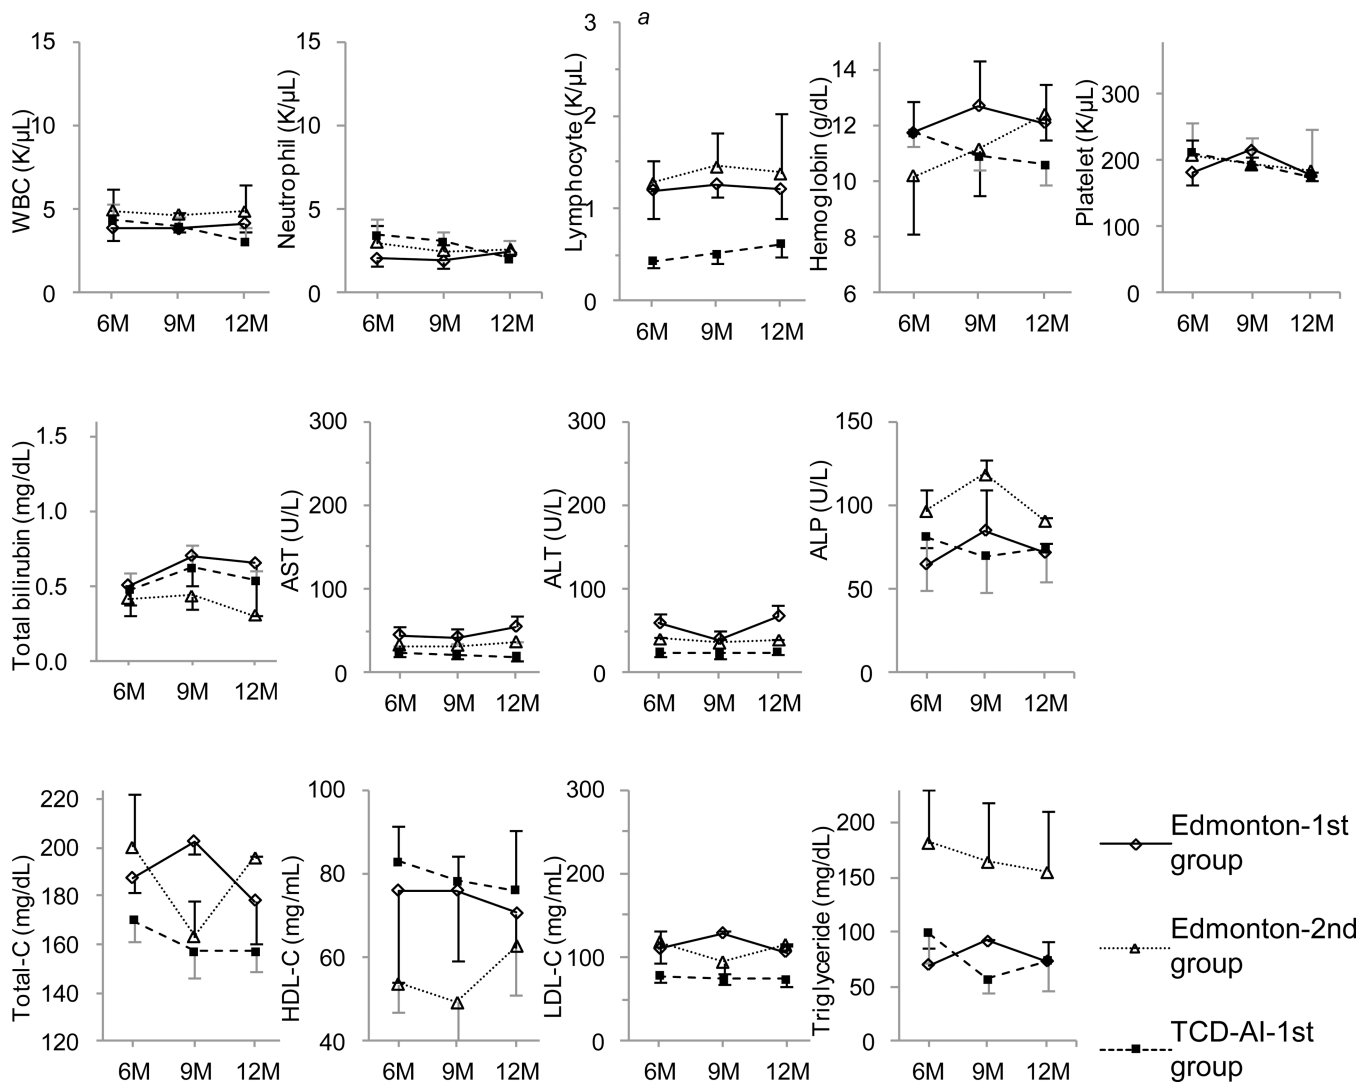 a
WBC (K/µL)
15
10
5
0
6M 9M 12M
Neutrophil (K/µL)
15
10
5
0
6M 9M 12M
Lymphocyte (K/µL)
3
2
1
0
6M 9M 12M
Hemoglobin (g/dL)
14
12
10
8
6
6M 9M 12M
Platelet (K/µL)
300
200
100
0
6M 9M 12M
Total bilirubin (mg/dL)
1.5
1.0
0.5
0.0
6M 9M 12M
AST (U/L)
300
200
100
0
6M 9M 12M
ALT (U/L)
300
200
100
0
6M 9M 12M
ALP (U/L)
150
100
50
0
6M 9M 12M
Total-C (mg/dL)
220
200
180
160
140
120
6M 9M 12M
HDL-C (mg/mL)
100
80
60
40
6M 9M 12M
LDL-C (mg/mL)
300
200
100
0
6M 9M 12M
Triglyceride (mg/dL)
200
150
100
50
0
6M 9M 12M
Edmonton-1st
group
Edmonton-2nd
group
TCD-AI-1st
group